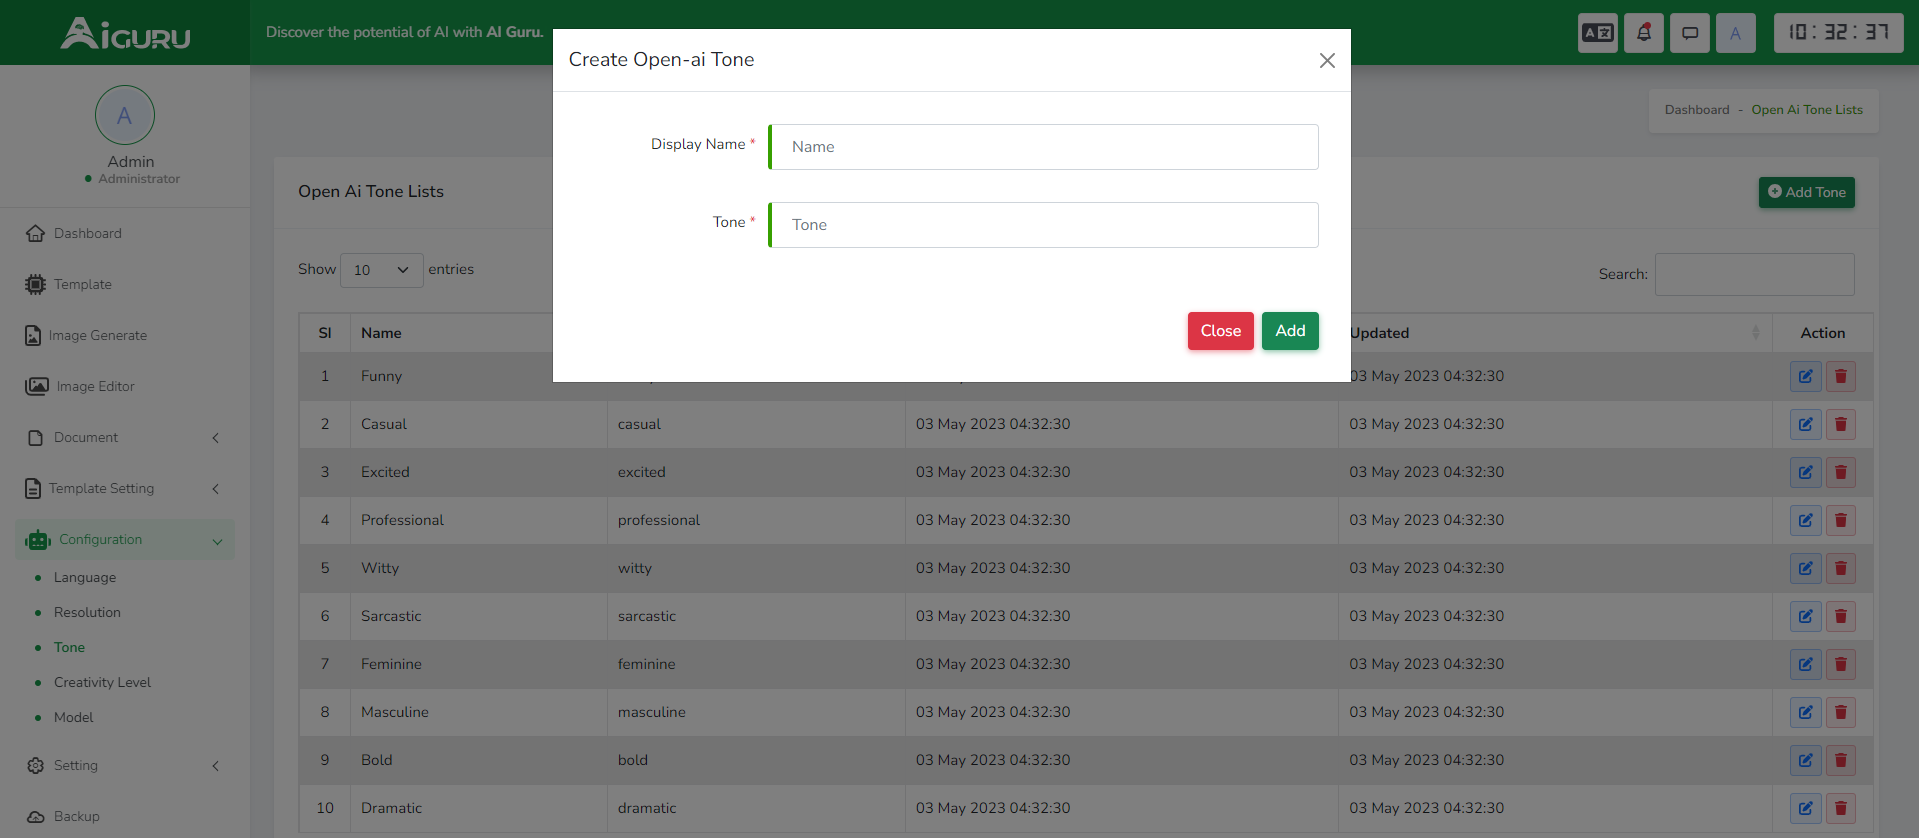 AiGURU
Discover the potential of AI with AI Guru.
A
10:32:37
Create Open-ai Tone
Display Name *
Name
Tone *
Tone
Close
Add
A
Admin
Administrator
Dashboard
Template
Image Generate
Image Editor
Document
Template Setting
Configuration
Language
Resolution
Tone
Creativity Level
Model
Setting
Backup
Dashboard - Open Ai Tone Lists
Open Ai Tone Lists
Add Tone
Show 10 entries
Search:
Sl Name Updated Action
1 Funny 03 May 2023 04:32:30
2 Casual casual 03 May 2023 04:32:30 03 May 2023 04:32:30
3 Excited excited 03 May 2023 04:32:30 03 May 2023 04:32:30
4 Professional professional 03 May 2023 04:32:30 03 May 2023 04:32:30
5 Witty witty 03 May 2023 04:32:30 03 May 2023 04:32:30
6 Sarcastic sarcastic 03 May 2023 04:32:30 03 May 2023 04:32:30
7 Feminine feminine 03 May 2023 04:32:30 03 May 2023 04:32:30
8 Masculine masculine 03 May 2023 04:32:30 03 May 2023 04:32:30
9 Bold bold 03 May 2023 04:32:30 03 May 2023 04:32:30
10 Dramatic dramatic 03 May 2023 04:32:30 03 May 2023 04:32:30